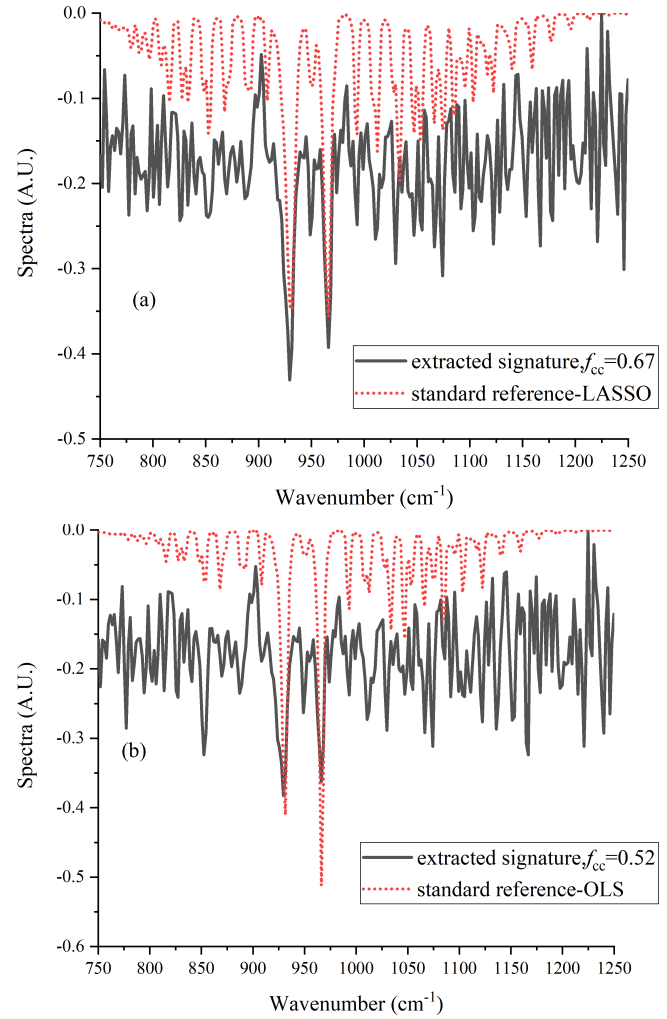 0.0
-0.1
-0.2
-0.3
-0.4
-0.5
Spectra (A.U.)
(a)
extracted signature,fcc=0.67
standard reference-LASSO
750 800 850 900 950 1000 1050 1100 1150 1200 1250
Wavenumber (cm⁻¹)
0.0
-0.1
-0.2
-0.3
-0.4
-0.5
-0.6
Spectra (A.U.)
(b)
extracted signature,fcc=0.52
standard reference-OLS
750 800 850 900 950 1000 1050 1100 1150 1200 1250
Wavenumber (cm⁻¹)